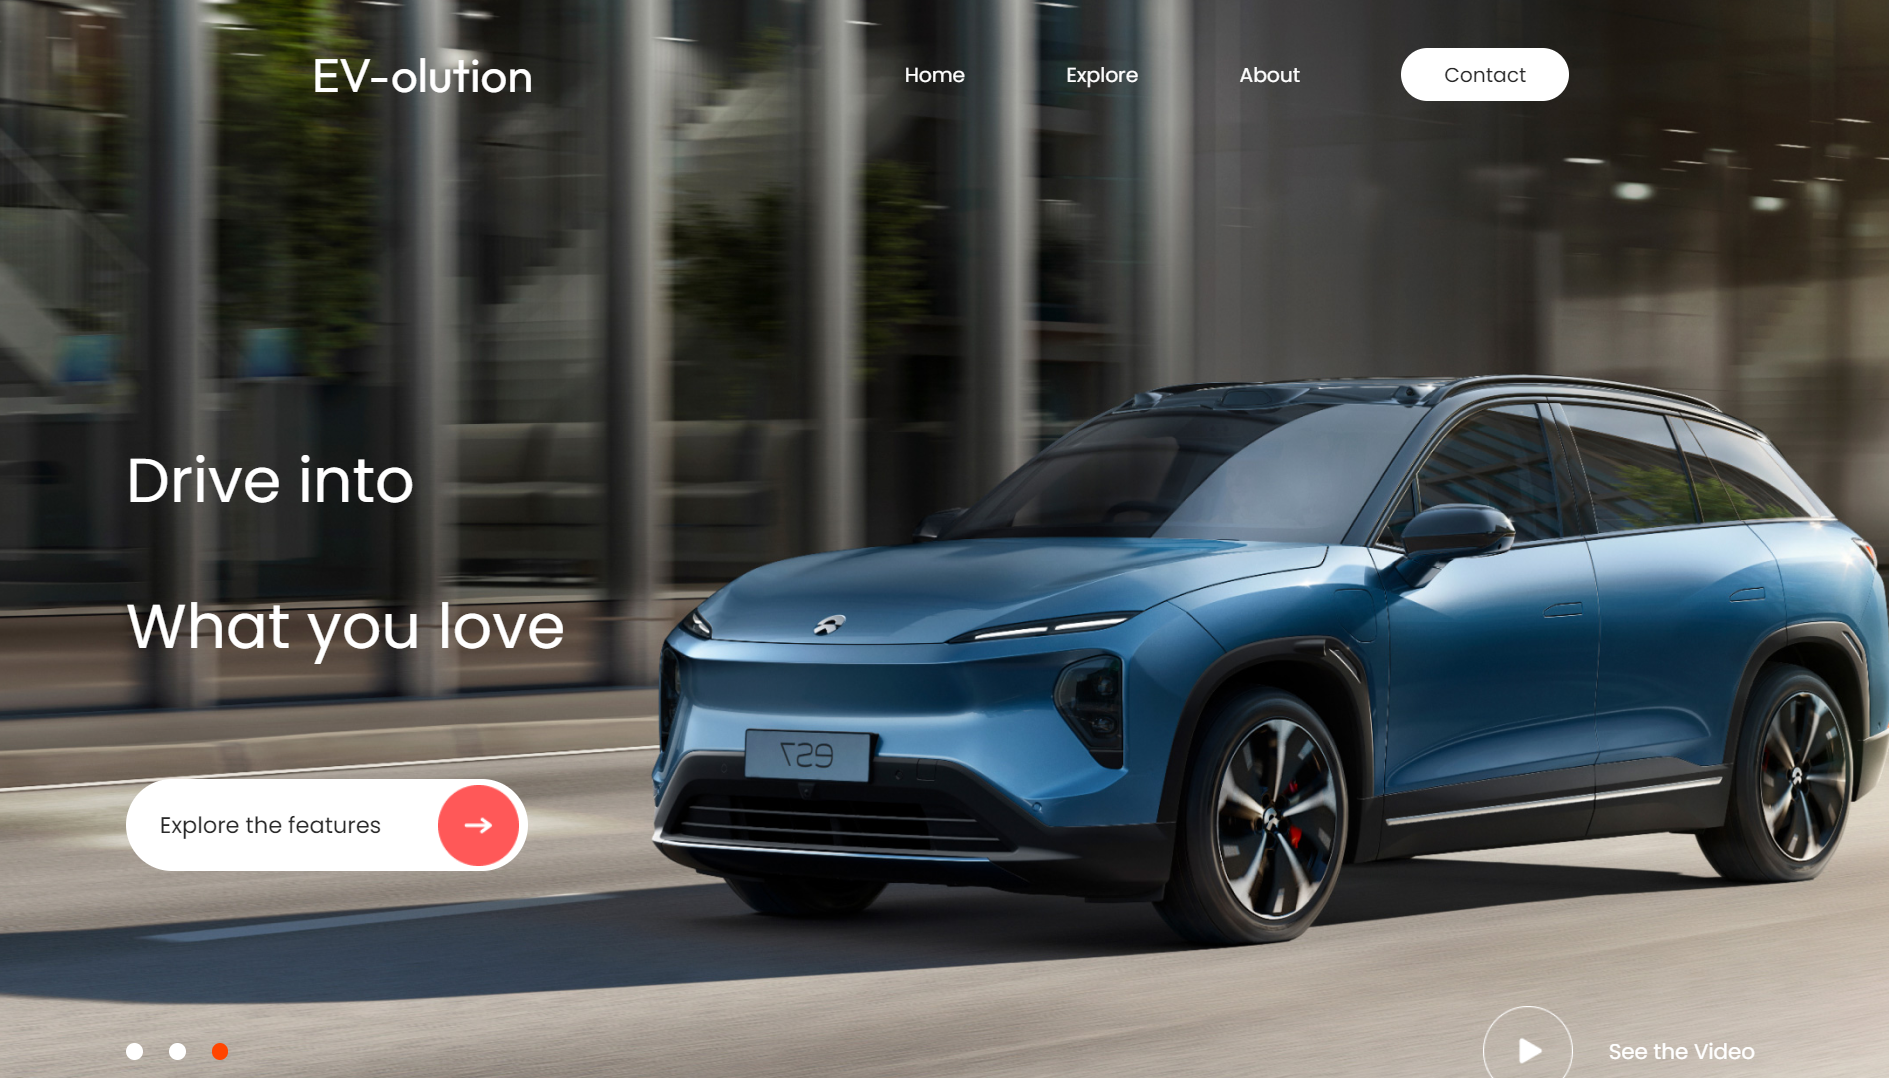 EV-olution
Home
Explore
About
Contact
Drive into
What you love
ES7
Explore the features
See the Video